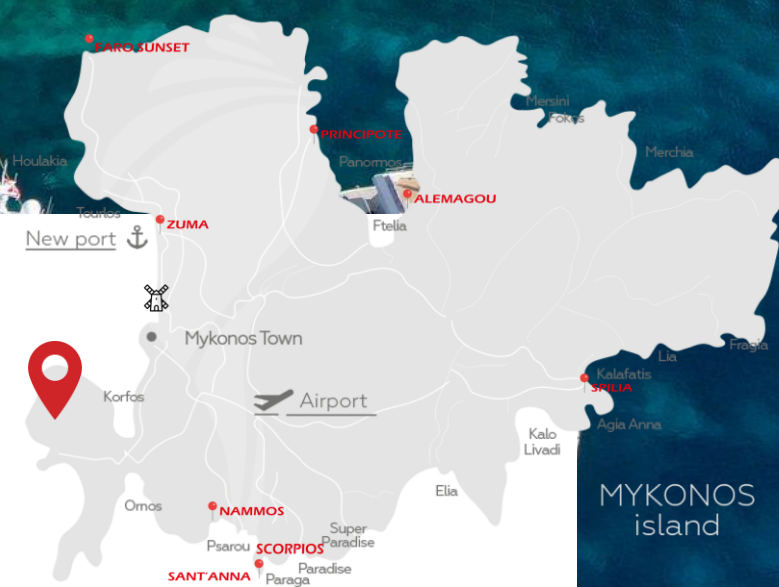 FARO SUNSET
Mersini
Fokos
PRINCIPOTE
Merchia
Houlakia
Panormos
ALEMAGOU
Tourlos
ZUMA
Ftelia
New port
Mykonos Town
Fragia
Lia
Kalafatis
SPILIA
Korfos
Airport
Agia Anna
Kalo
Livadi
Elia
MYKONOS
island
Ornos
NAMMOS
Super
Paradise
Psarou
SCORPIOS
Paradise
SANT'ANNA
Paraga